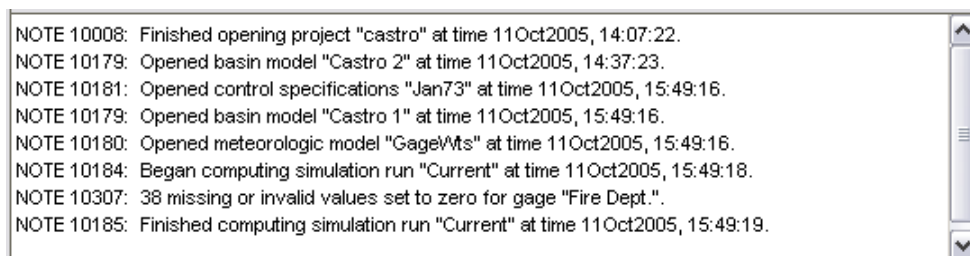 NOTE 10008: Finished opening project "castro" at time 11Oct2005, 14:07:22.
NOTE 10179: Opened basin model "Castro 2" at time 11Oct2005, 14:37:23.
NOTE 10181: Opened control specifications "Jan73" at time 11Oct2005, 15:49:16.
NOTE 10179: Opened basin model "Castro 1" at time 11Oct2005, 15:49:16.
NOTE 10180: Opened meteorologic model "GageWts" at time 11Oct2005, 15:49:16.
NOTE 10184: Began computing simulation run "Current" at time 11Oct2005, 15:49:18.
NOTE 10307: 38 missing or invalid values set to zero for gage "Fire Dept.".
NOTE 10185: Finished computing simulation run "Current" at time 11Oct2005, 15:49:19.